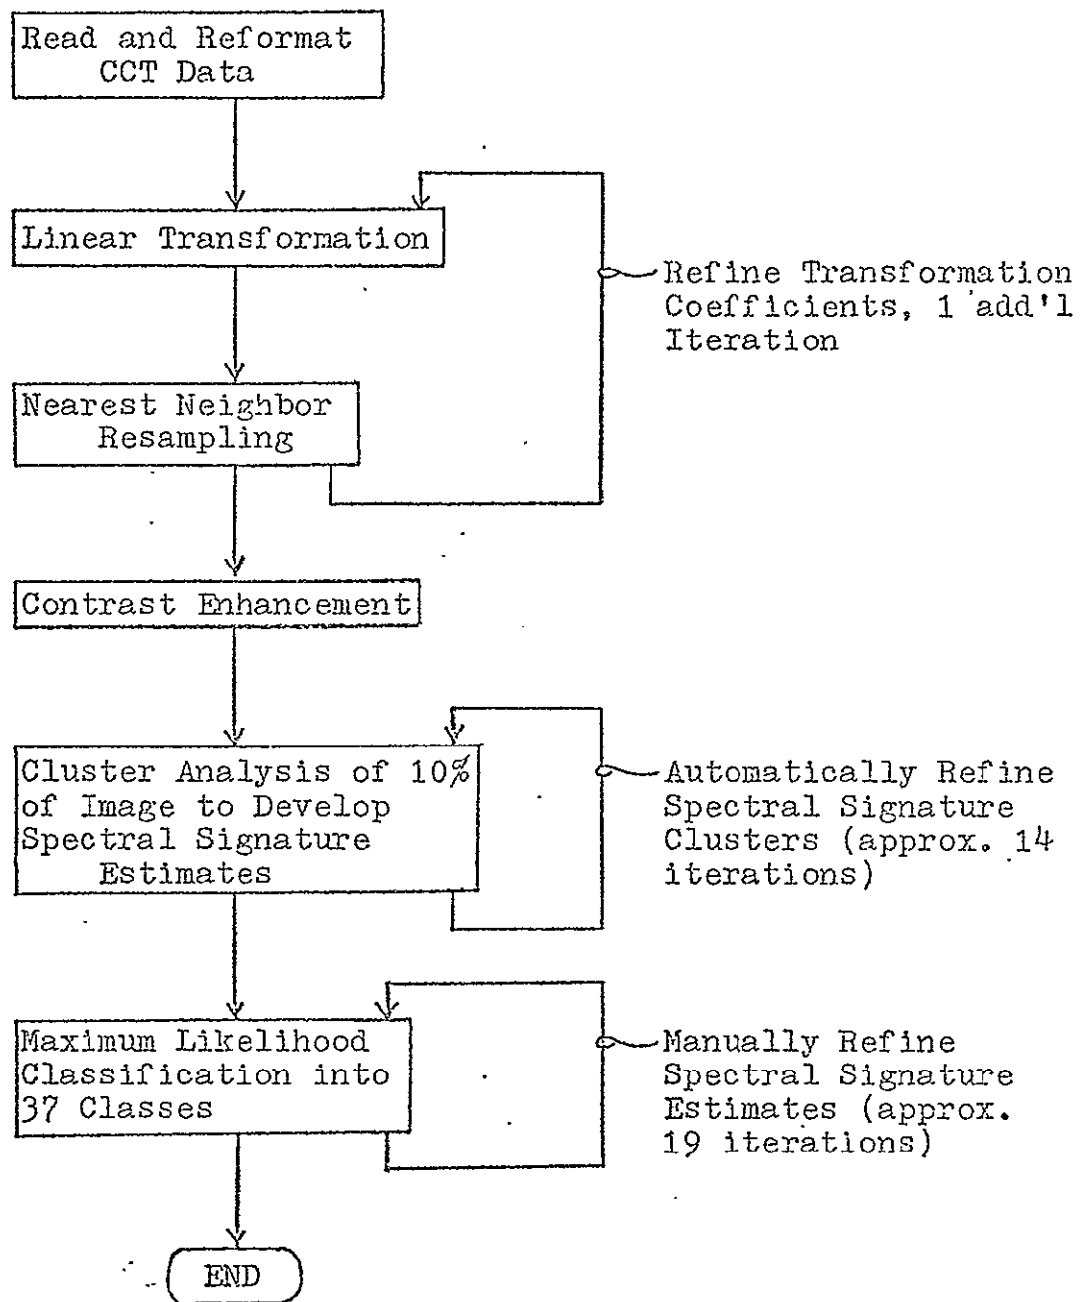 Read and Reformat
CCT Data
Linear Transformation
Refine Transformation
Coefficients, 1 add'l
Iteration
Nearest Neighbor
Resampling
Contrast Enhancement
Cluster Analysis of 10%
of Image to Develop
Spectral Signature
Estimates
Automatically Refine
Spectral Signature
Clusters (approx. 14
iterations)
Maximum Likelihood
Classification into
37 Classes
Manually Refine
Spectral Signature
Estimates (approx.
19 iterations)
END